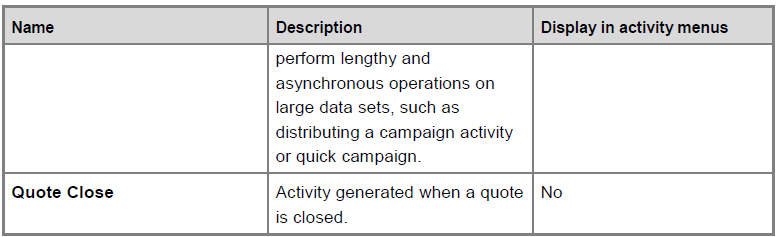 Name Description Display in activity menus
perform lengthy and
asynchronous operations on
large data sets, such as
distributing a campaign activity
or quick campaign.
Quote Close Activity generated when a quote No
is closed.